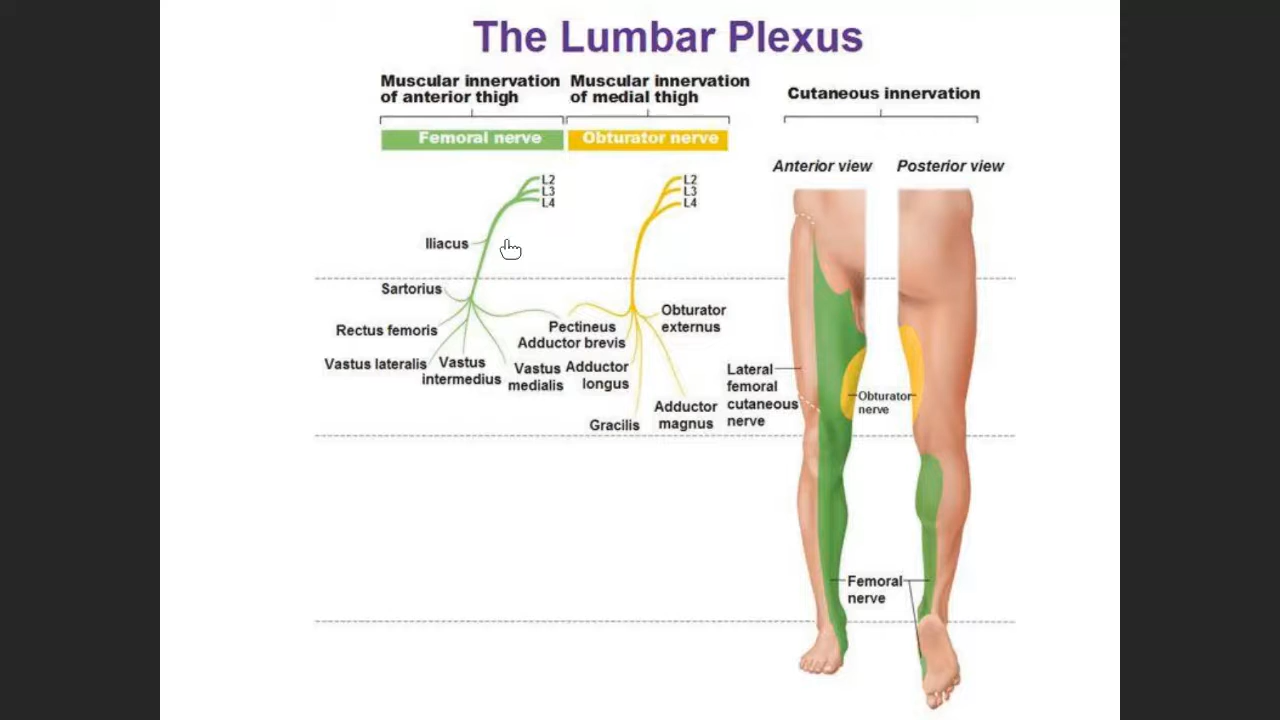 The Lumbar Plexus
Muscular innervation
of anterior thigh
Muscular innervation
of medial thigh
Cutaneous innervation
Femoral nerve
Obturator nerve
Anterior view
Posterior view
L2
L3
L4
L2
L3
L4
Iliacus
Sartorius
Rectus femoris
Vastus lateralis
Vastus
intermedius
Vastus
medialis
Pectineus
Adductor brevis
Adductor
longus
Gracilis
Obturator
externus
Adductor
magnus
Lateral
femoral
cutaneous
nerve
Obturator
nerve
Femoral
nerve